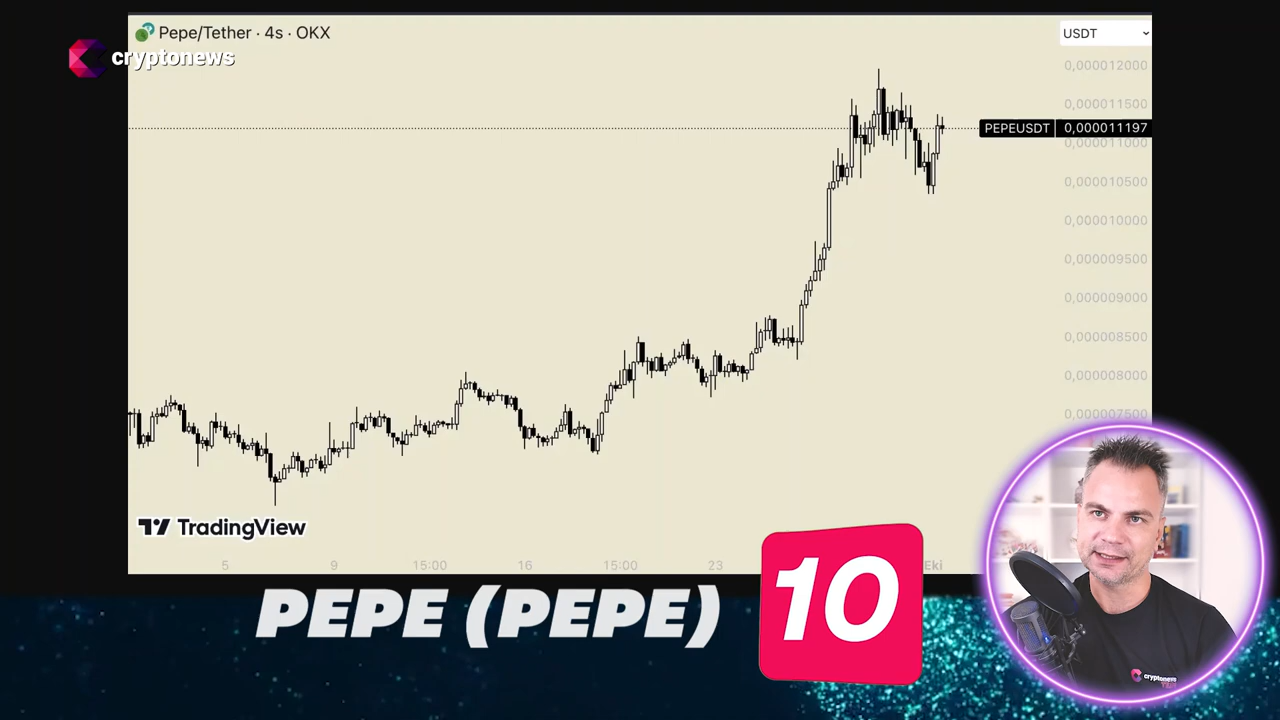 Pepe/Tether · 4s · OKX
USDT
cryptonews
0,000012000
0,000011500
PEPEUSDT 0,000011197
0,000011000
0,000010500
0,000010000
0,000009500
0,000009000
0,000008500
0,000008000
0,000007500
TradingView
5 9 15:00 16 15:00 23 Eki
PEPE (PEPE) 10
cryptonews